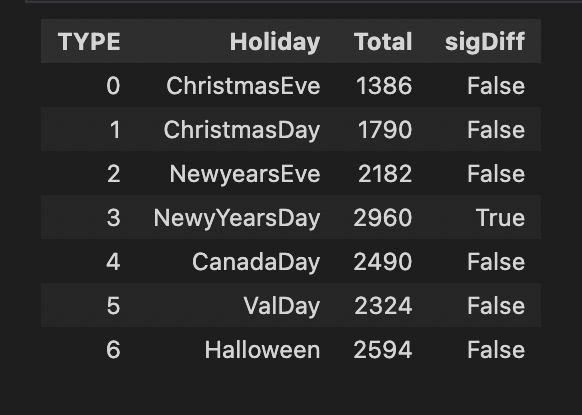 TYPE Holiday Total sigDiff
0 ChristmasEve 1386 False
1 ChristmasDay 1790 False
2 NewyearsEve 2182 False
3 NewyYearsDay 2960 True
4 CanadaDay 2490 False
5 ValDay 2324 False
6 Halloween 2594 False